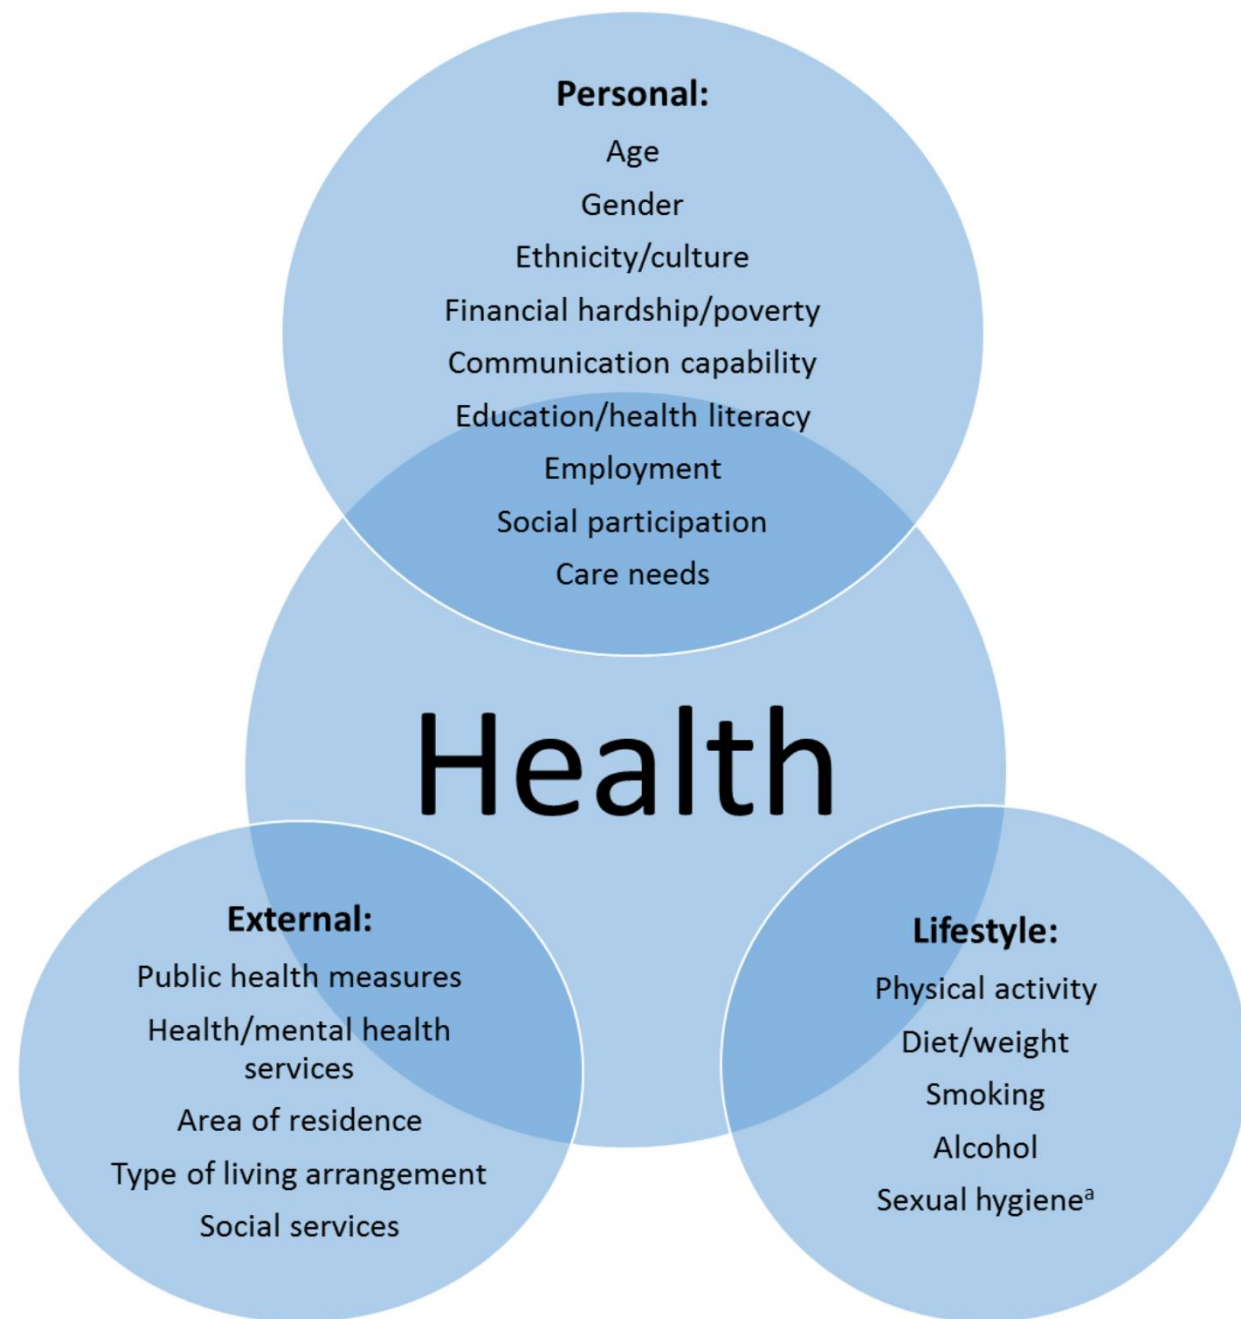 Personal:
Age
Gender
Ethnicity/culture
Financial hardship/poverty
Communication capability
Education/health literacy
Employment
Social participation
Care needs
Health
External:
Public health measures
Health/mental health
services
Area of residence
Type of living arrangement
Social services
Lifestyle:
Physical activity
Diet/weight
Smoking
Alcohol
Sexual hygieneᵃ